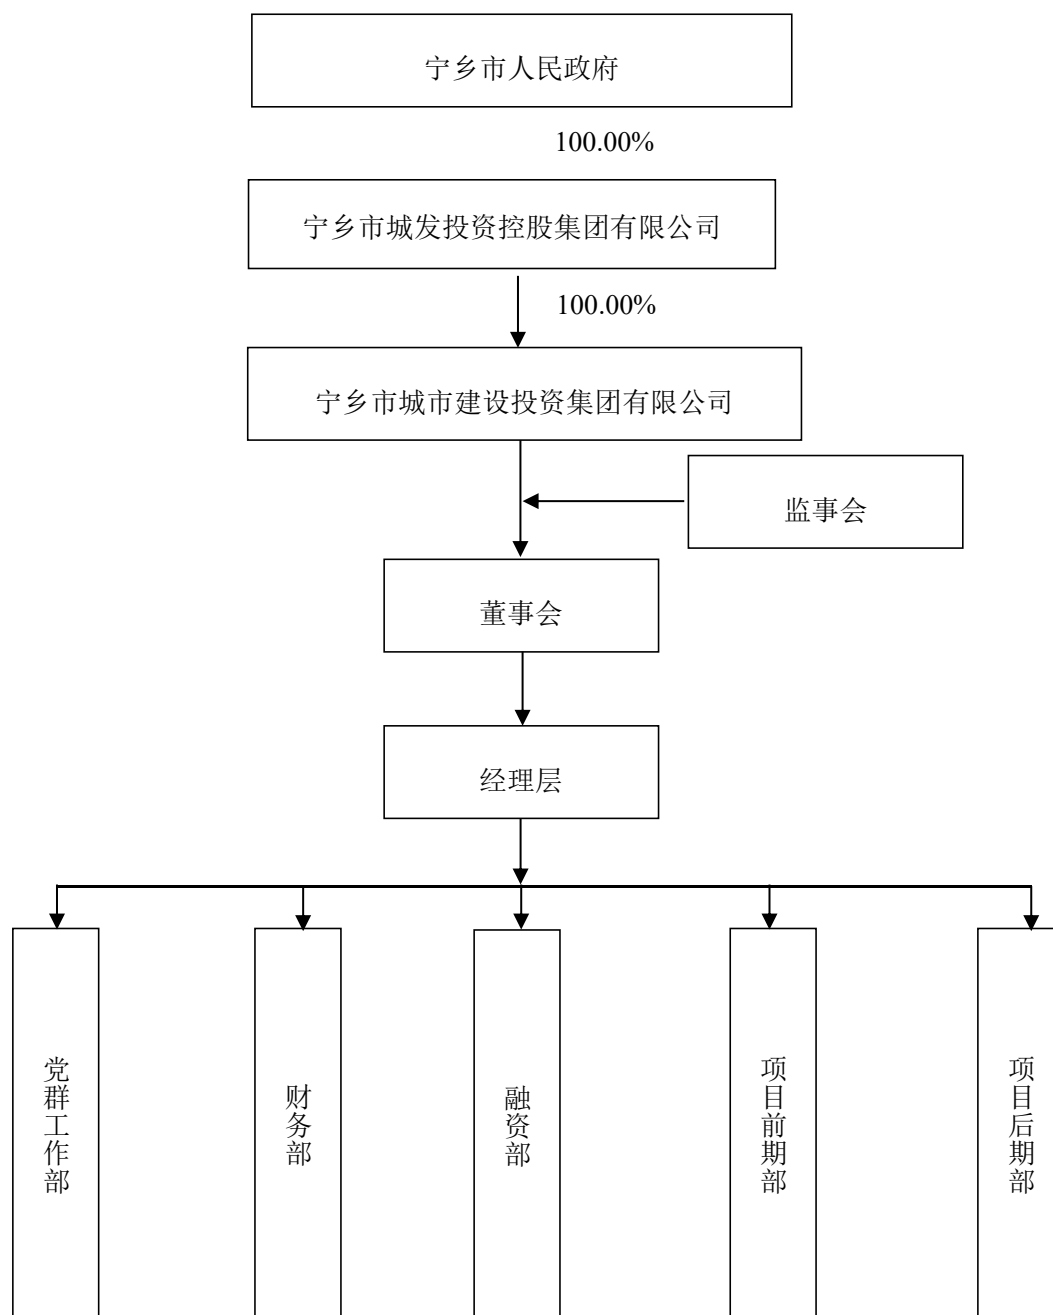 宁乡市人民政府
100.00%
宁乡市城发投资控股集团有限公司
100.00%
宁乡市城市建设投资集团有限公司
监事会
董事会
经理层
党群工作部
财务部
融资部
项目前期部
项目后期部